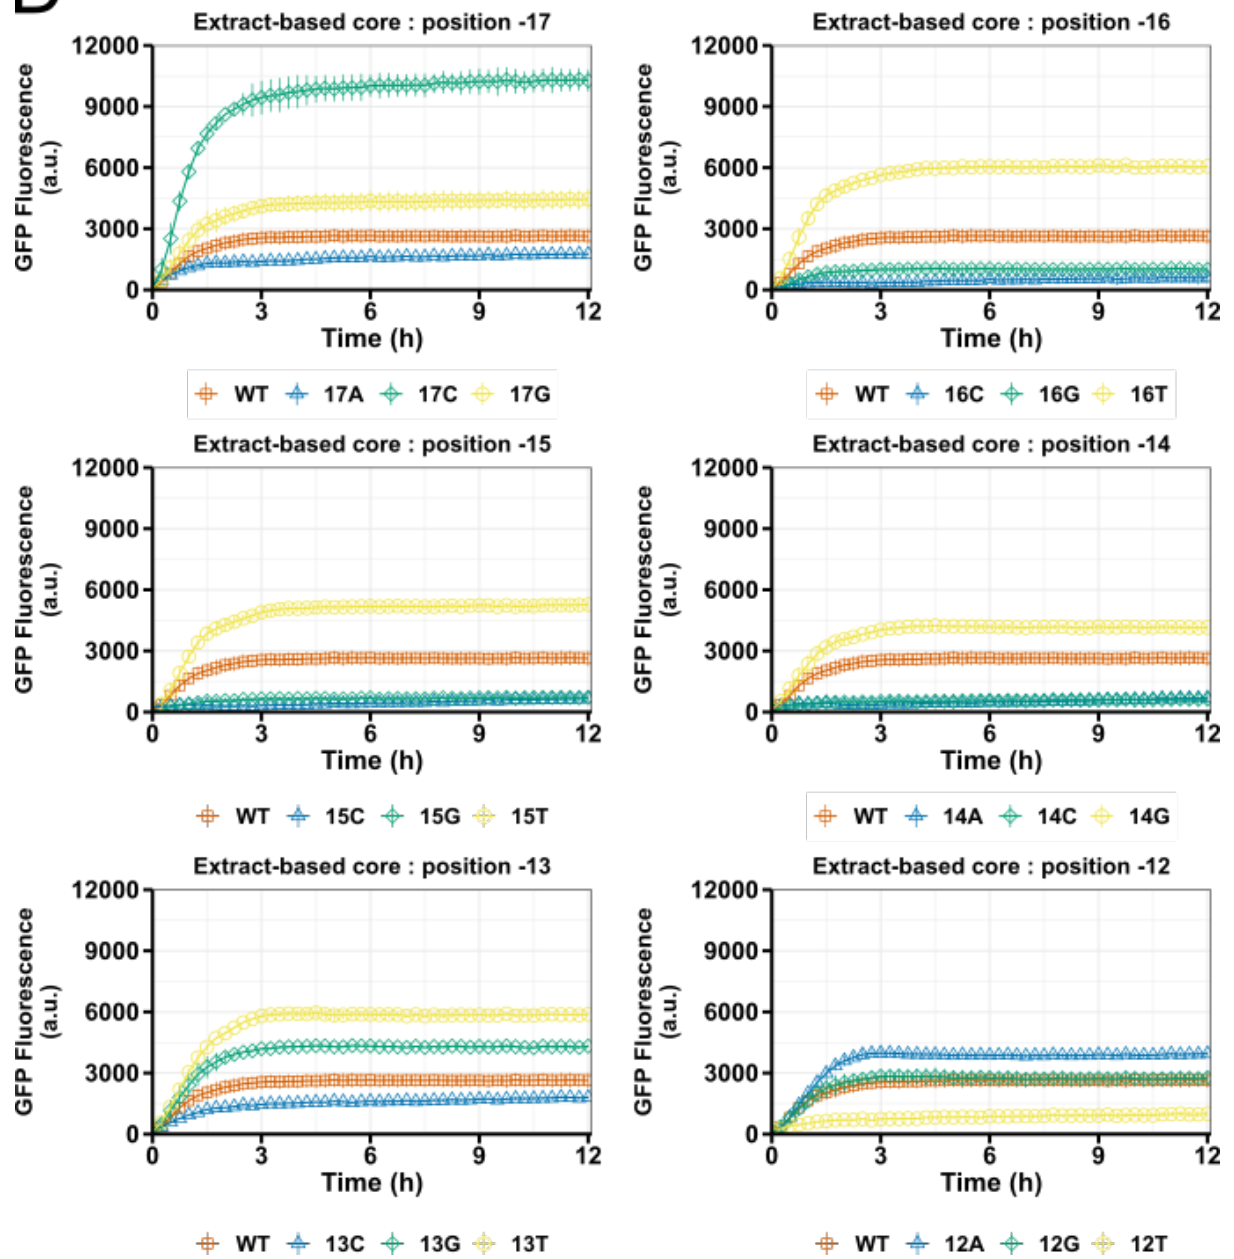 Extract-based core : position -17
GFP Fluorescence
(a.u.)
12000
9000
6000
3000
0
0 3 6 9 12
Time (h)
WT 17A 17C 17G
Extract-based core : position -16
GFP Fluorescence
(a.u.)
12000
9000
6000
3000
0
0 3 6 9 12
Time (h)
WT 16C 16G 16T
Extract-based core : position -15
GFP Fluorescence
(a.u.)
12000
9000
6000
3000
0
0 3 6 9 12
Time (h)
WT 15C 15G 15T
Extract-based core : position -14
GFP Fluorescence
(a.u.)
12000
9000
6000
3000
0
0 3 6 9 12
Time (h)
WT 14A 14C 14G
Extract-based core : position -13
GFP Fluorescence
(a.u.)
12000
9000
6000
3000
0
0 3 6 9 12
Time (h)
WT 13C 13G 13T
Extract-based core : position -12
GFP Fluorescence
(a.u.)
12000
9000
6000
3000
0
0 3 6 9 12
Time (h)
WT 12A 12G 12T